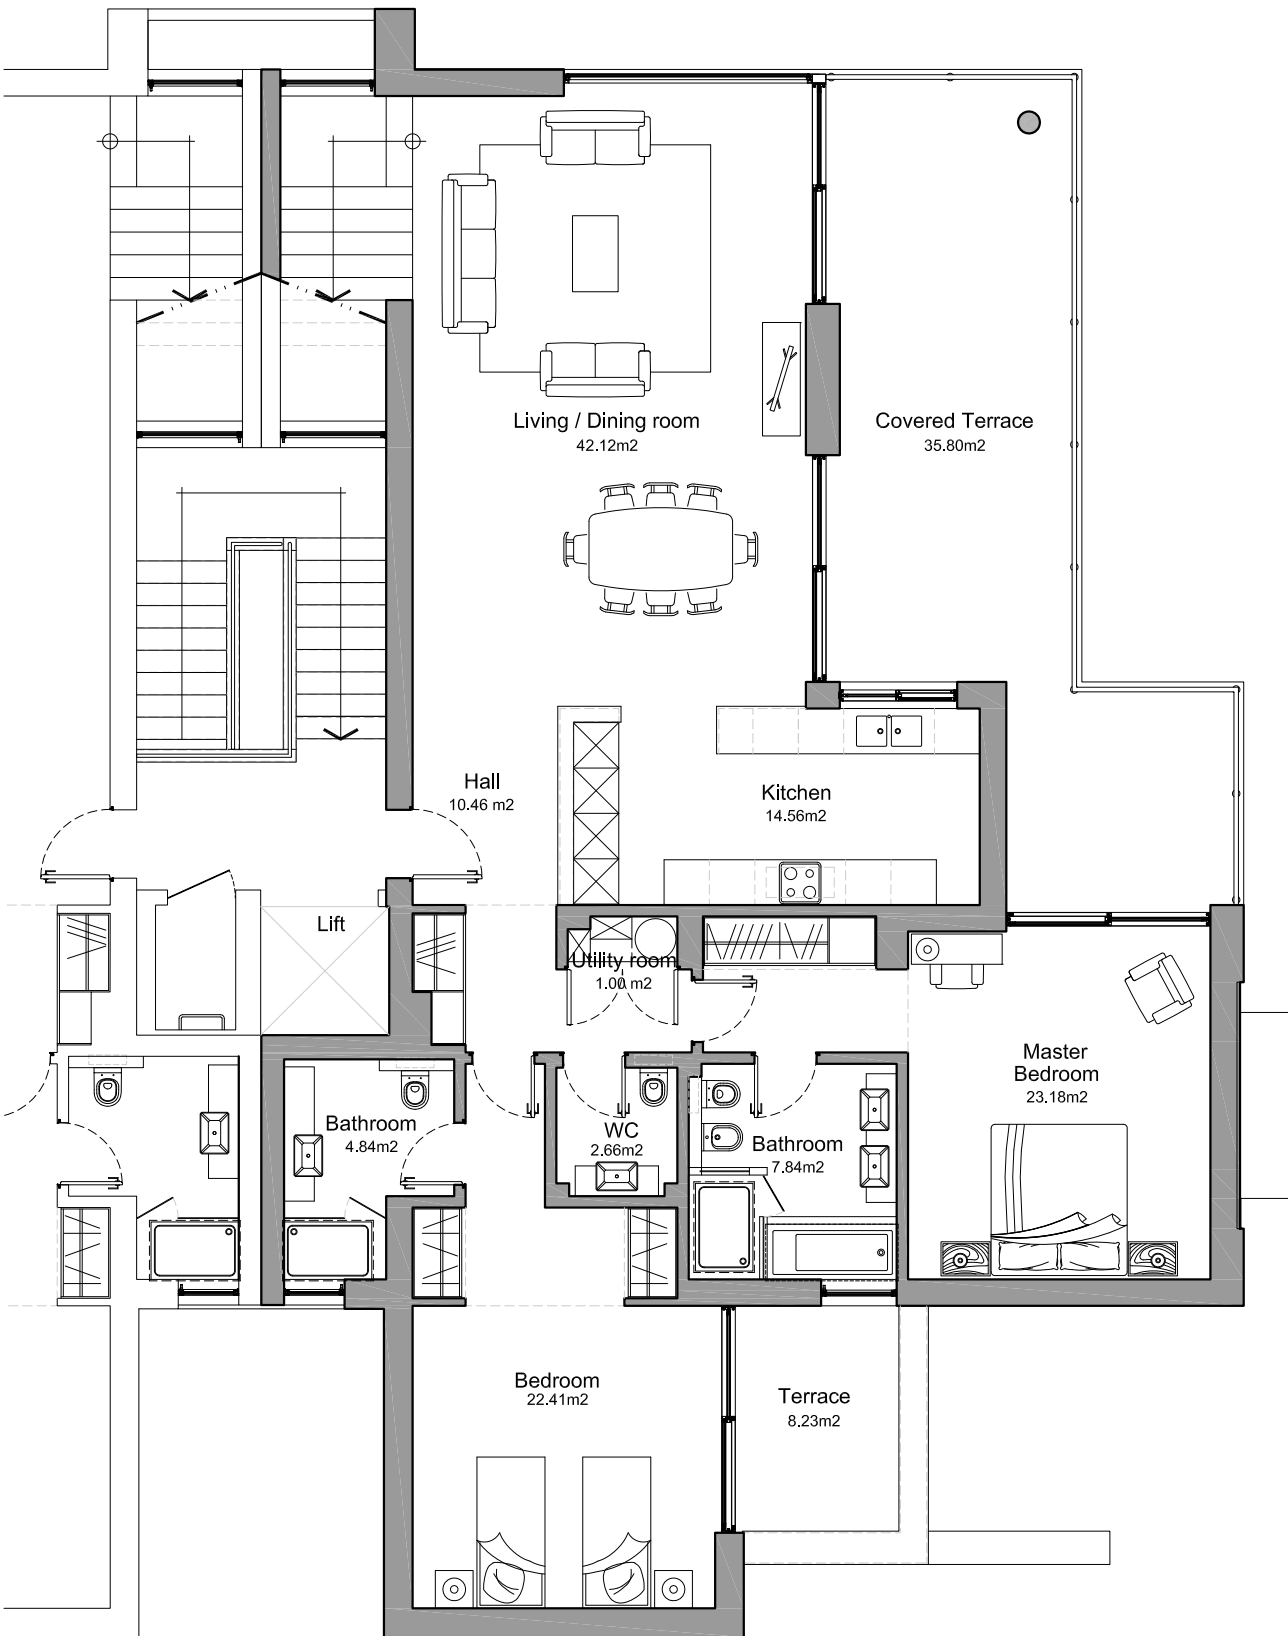 Living / Dining room
42.12m2
Covered Terrace
35.80m2
Hall
10.46 m2
Kitchen
14.56m2
Lift
Utility room
1.00 m2
Master
Bedroom
23.18m2
Bathroom
4.84m2
WC
2.66m2
Bathroom
7.84m2
Bedroom
22.41m2
Terrace
8.23m2